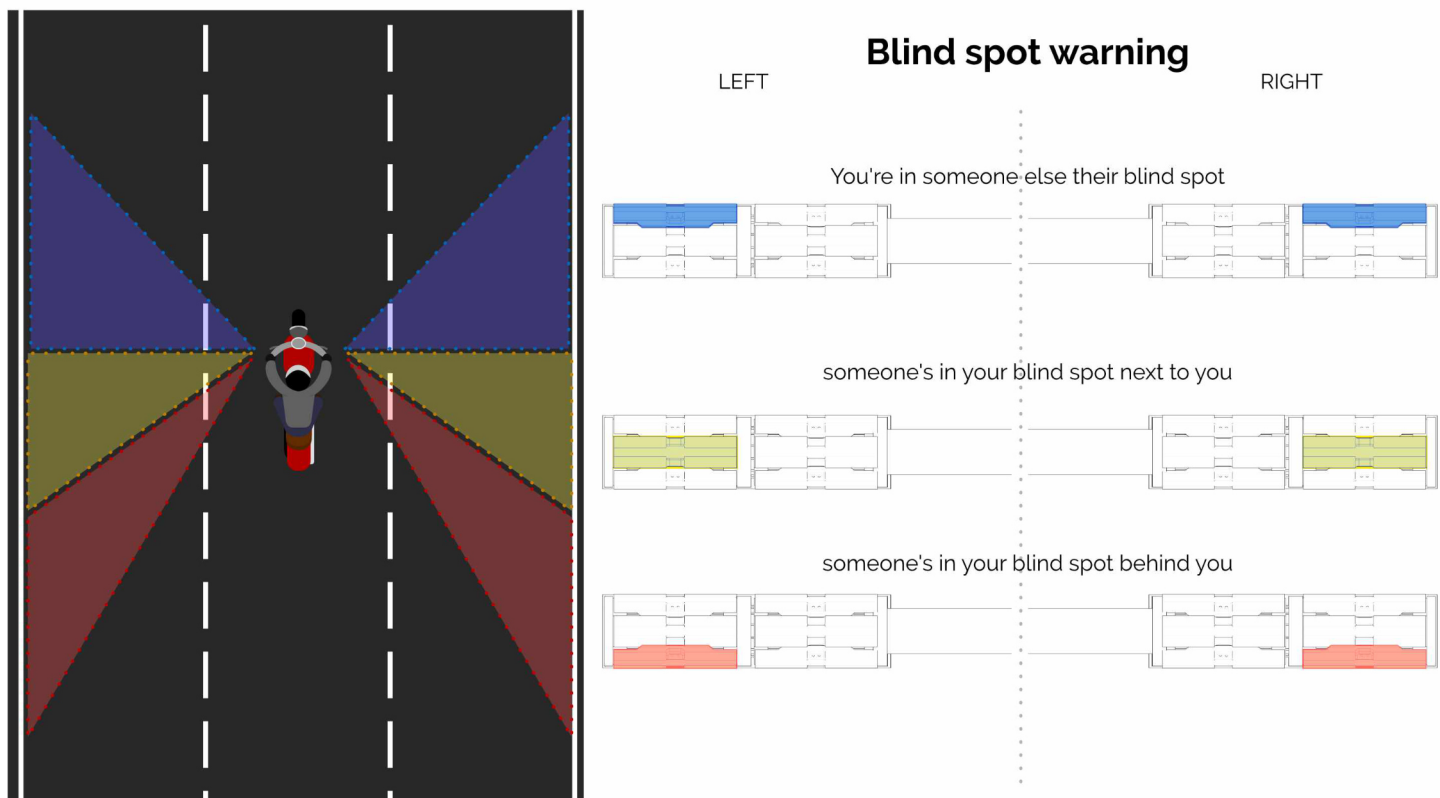 Blind spot warning
LEFT
RIGHT
You're in someone else their blind spot
someone's in your blind spot next to you
someone's in your blind spot behind you